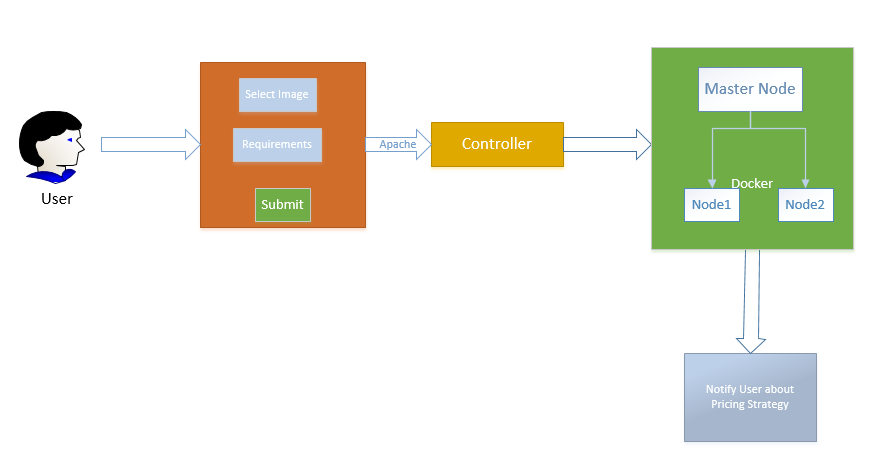 User
Select Image
Requirements
Submit
Apache
Controller
Master Node
Docker
Node1
Node2
Notify User about
Pricing Strategy